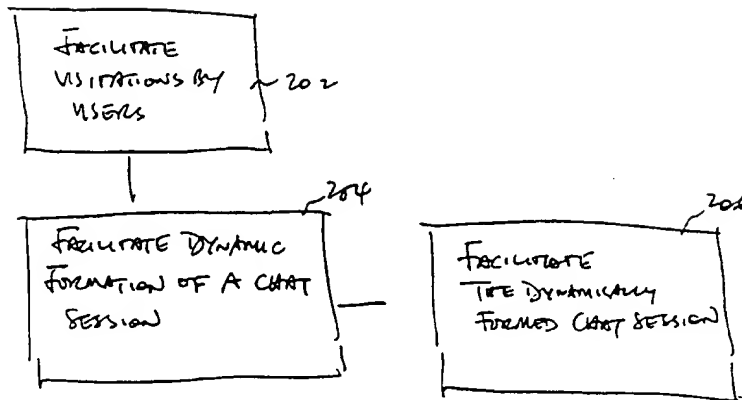 FACILITATE
VISITATIONS BY
USERS
202
204
FACILITATE DYNAMIC
FORMATION OF A CHAT
SESSION
FACILITATE
THE DYNAMICALLY
FORMED CHAT SESSION